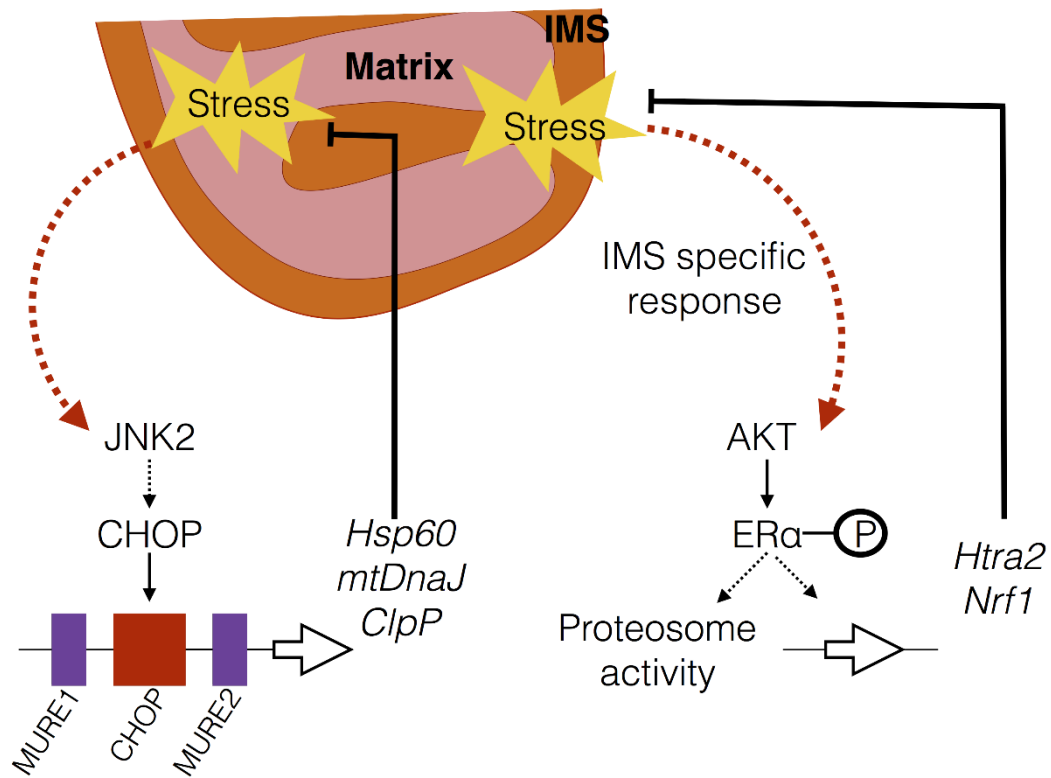 IMS
Matrix
Stress
Stress
IMS specific
response
JNK2
CHOP
MURE1
CHOP
MURE2
Hsp60
mtDnaJ
ClpP
AKT
ERα
P
Proteosome
activity
Htra2
Nrf1